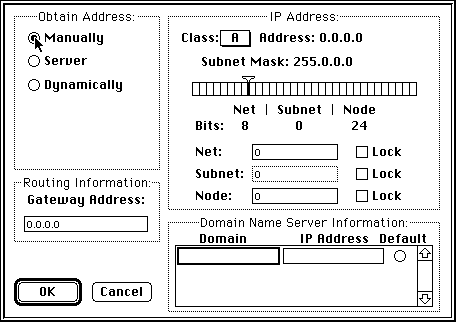 Obtain Address:
Manually
Server
Dynamically
Routing Information:
Gateway Address:
0.0.0.0
OK
Cancel
IP Address:
Class: A Address: 0.0.0.0
Subnet Mask: 255.0.0.0
Net | Subnet | Node
Bits: 8 0 24
Net: 0 Lock
Subnet: 0 Lock
Node: 0 Lock
Domain Name Server Information:
Domain IP Address Default